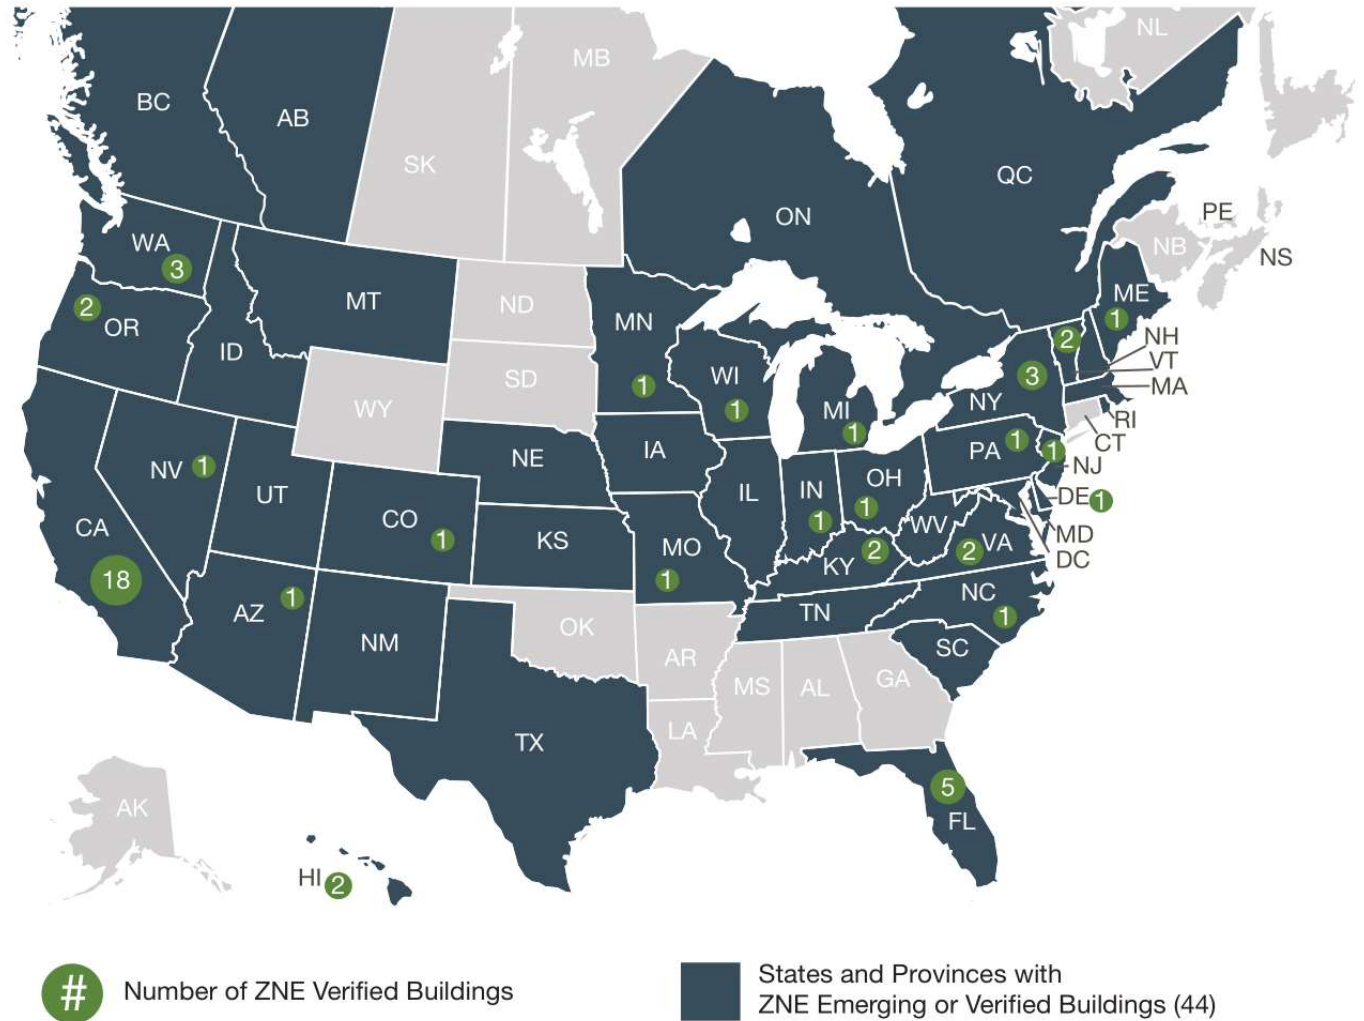 NL
MB
BC
AB
SK
QC
ON
PE
NB
NS
WA
3
2
OR
MT
ID
ND
MN
1
SD
WY
WI
1
MI
1
ME
1
2
NH
VT
MA
3
NY
RI
CT
NV 1
UT
NE
IA
IL
IN
1
OH
1
PA 1
1
NJ
DE 1
MD
DC
CA
18
CO
1
KS
MO
1
KY
2
WV
2 VA
AZ
1
NM
OK
AR
TN
NC
1
SC
MS
AL
GA
LA
TX
5
FL
AK
HI 2
# Number of ZNE Verified Buildings
States and Provinces with
ZNE Emerging or Verified Buildings (44)